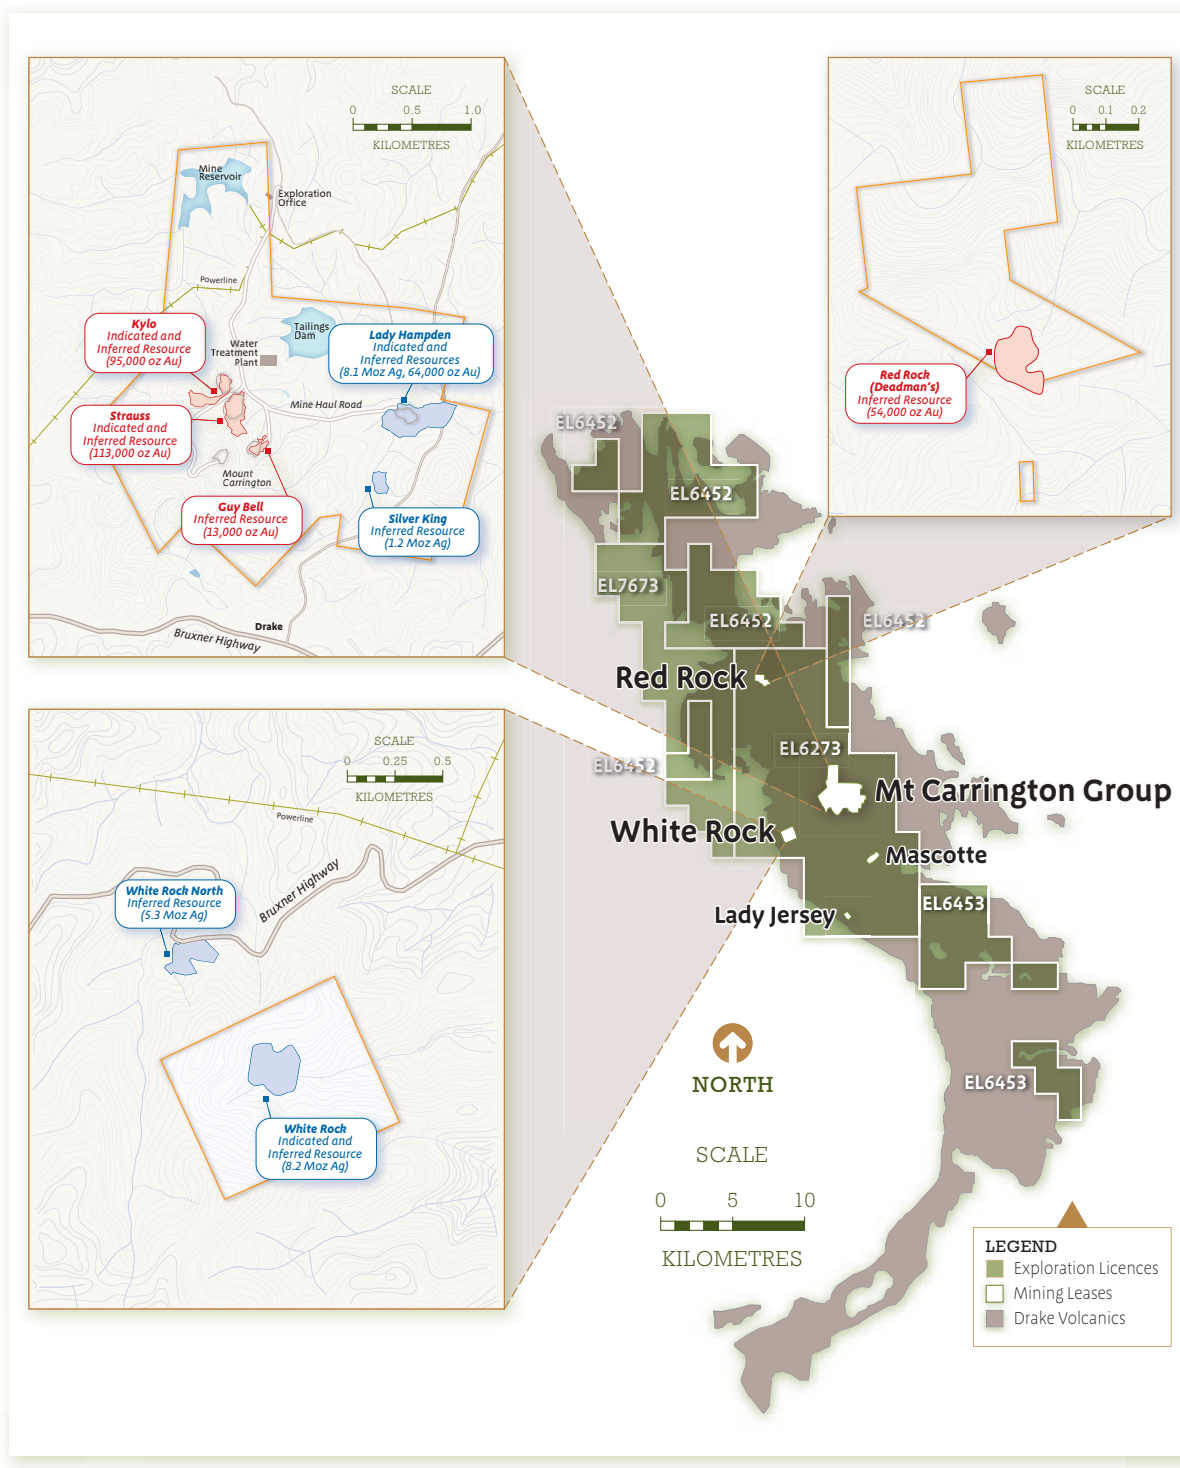 SCALE
0 0.5 1.0
KILOMETRES
Mine
Reservoir
Exploration
Office
Powerline
Kylo
Indicated and
Inferred Resource
(95,000 oz Au)
Tailings
Dam
Water
Treatment
Plant
Lady Hampden
Indicated and
Inferred Resources
(8.1 Moz Ag, 64,000 oz Au)
Mine Haul Road
Strauss
Indicated and
Inferred Resource
(113,000 oz Au)
Mount
Carrington
Guy Bell
Inferred Resource
(13,000 oz Au)
Silver King
Inferred Resource
(1.2 Moz Ag)
Drake
Bruxner Highway
SCALE
0 0.1 0.2
KILOMETRES
Red Rock
(Deadman's)
Inferred Resource
(54,000 oz Au)
SCALE
0 0.25 0.5
KILOMETRES
Powerline
Bruxner Highway
White Rock North
Inferred Resource
(5.3 Moz Ag)
White Rock
Indicated and
Inferred Resource
(8.2 Moz Ag)
EL6452
EL6452
EL7673
EL6452
EL6452
Red Rock
EL6273
EL6452
Mt Carrington Group
White Rock
Mascotte
EL6453
Lady Jersey
EL6453
NORTH
SCALE
0 5 10
KILOMETRES
LEGEND
Exploration Licences
Mining Leases
Drake Volcanics